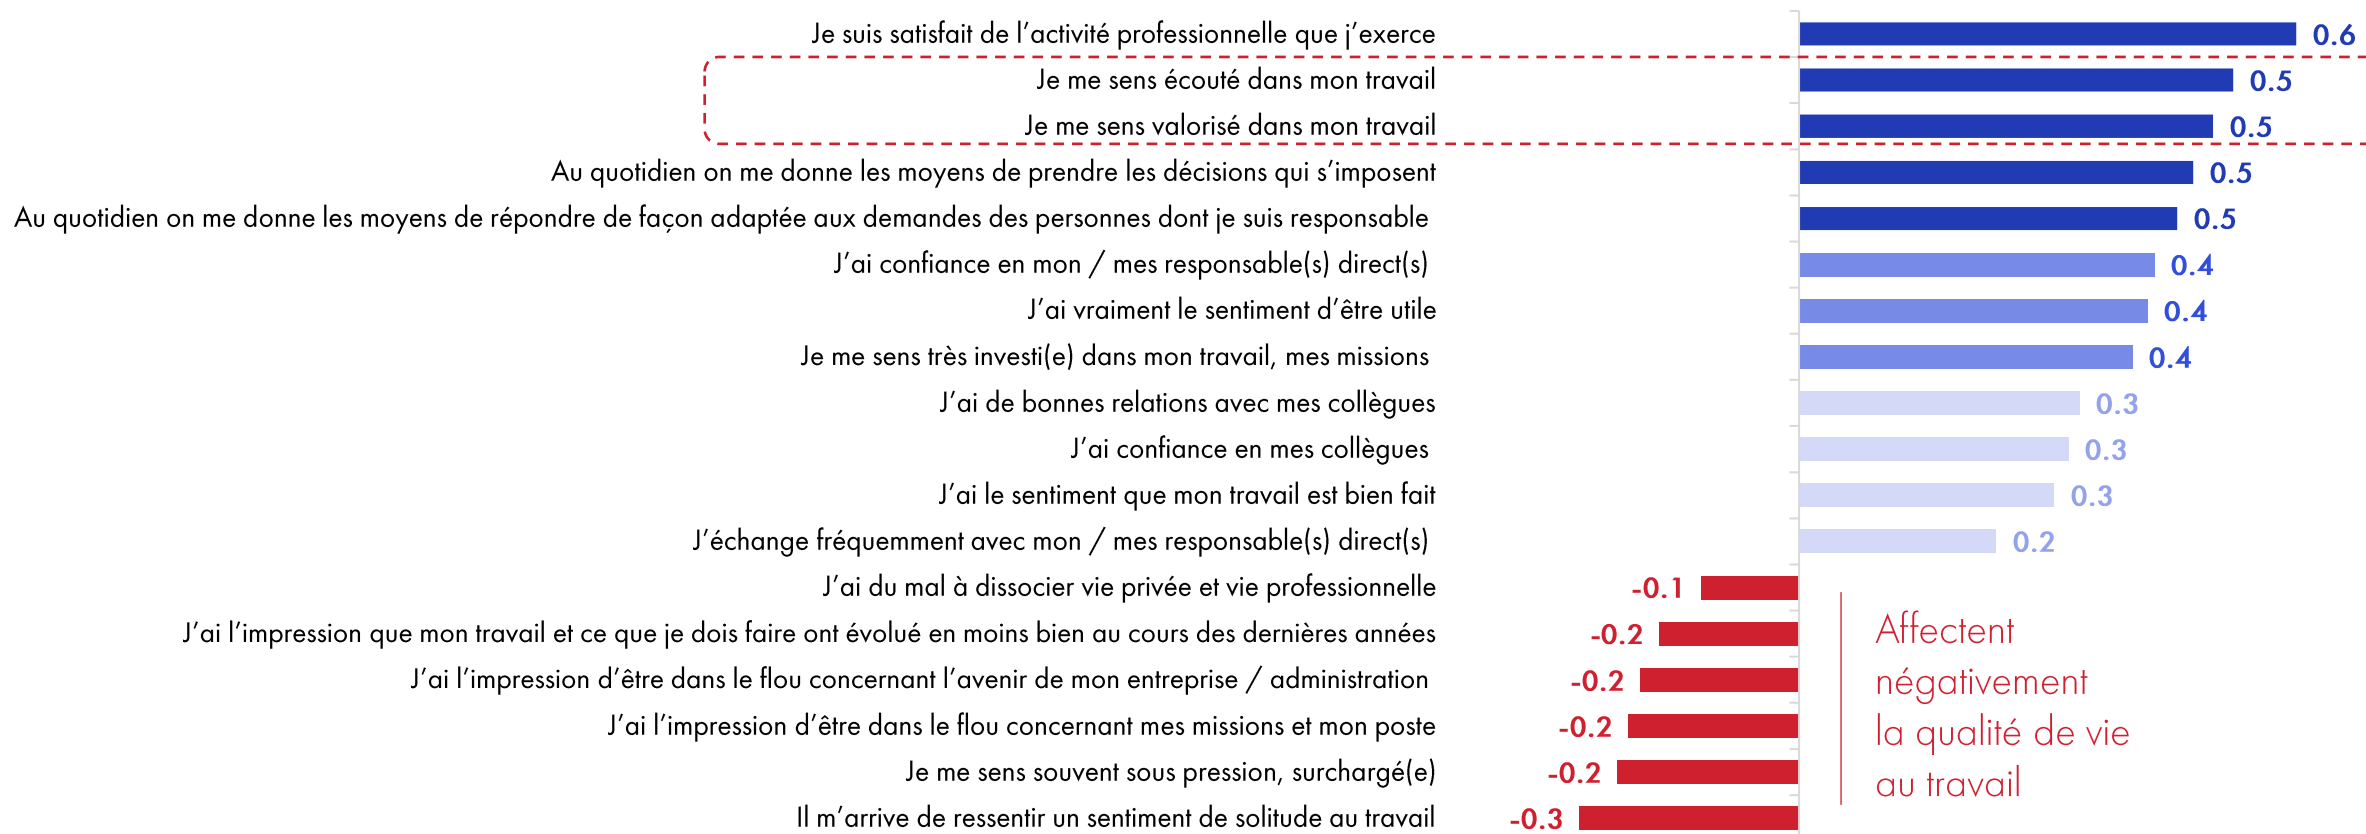 Je suis satisfait de l’activité professionnelle que j’exerce 0.6
Je me sens écouté dans mon travail 0.5
Je me sens valorisé dans mon travail 0.5
Au quotidien on me donne les moyens de prendre les décisions qui s’imposent 0.5
Au quotidien on me donne les moyens de répondre de façon adaptée aux demandes des personnes dont je suis responsable 0.5
J’ai confiance en mon / mes responsable(s) direct(s) 0.4
J’ai vraiment le sentiment d’être utile 0.4
Je me sens très investi(e) dans mon travail, mes missions 0.4
J’ai de bonnes relations avec mes collègues 0.3
J’ai confiance en mes collègues 0.3
J’ai le sentiment que mon travail est bien fait 0.3
J’échange fréquemment avec mon / mes responsable(s) direct(s) 0.2
J’ai du mal à dissocier vie privée et vie professionnelle -0.1
J’ai l’impression que mon travail et ce que je dois faire ont évolué en moins bien au cours des dernières années -0.2
J’ai l’impression d’être dans le flou concernant l’avenir de mon entreprise / administration -0.2
J’ai l’impression d’être dans le flou concernant mes missions et mon poste -0.2
Je me sens souvent sous pression, surchargé(e) -0.2
Il m’arrive de ressentir un sentiment de solitude au travail -0.3
Affectent
négativement
la qualité de vie
au travail